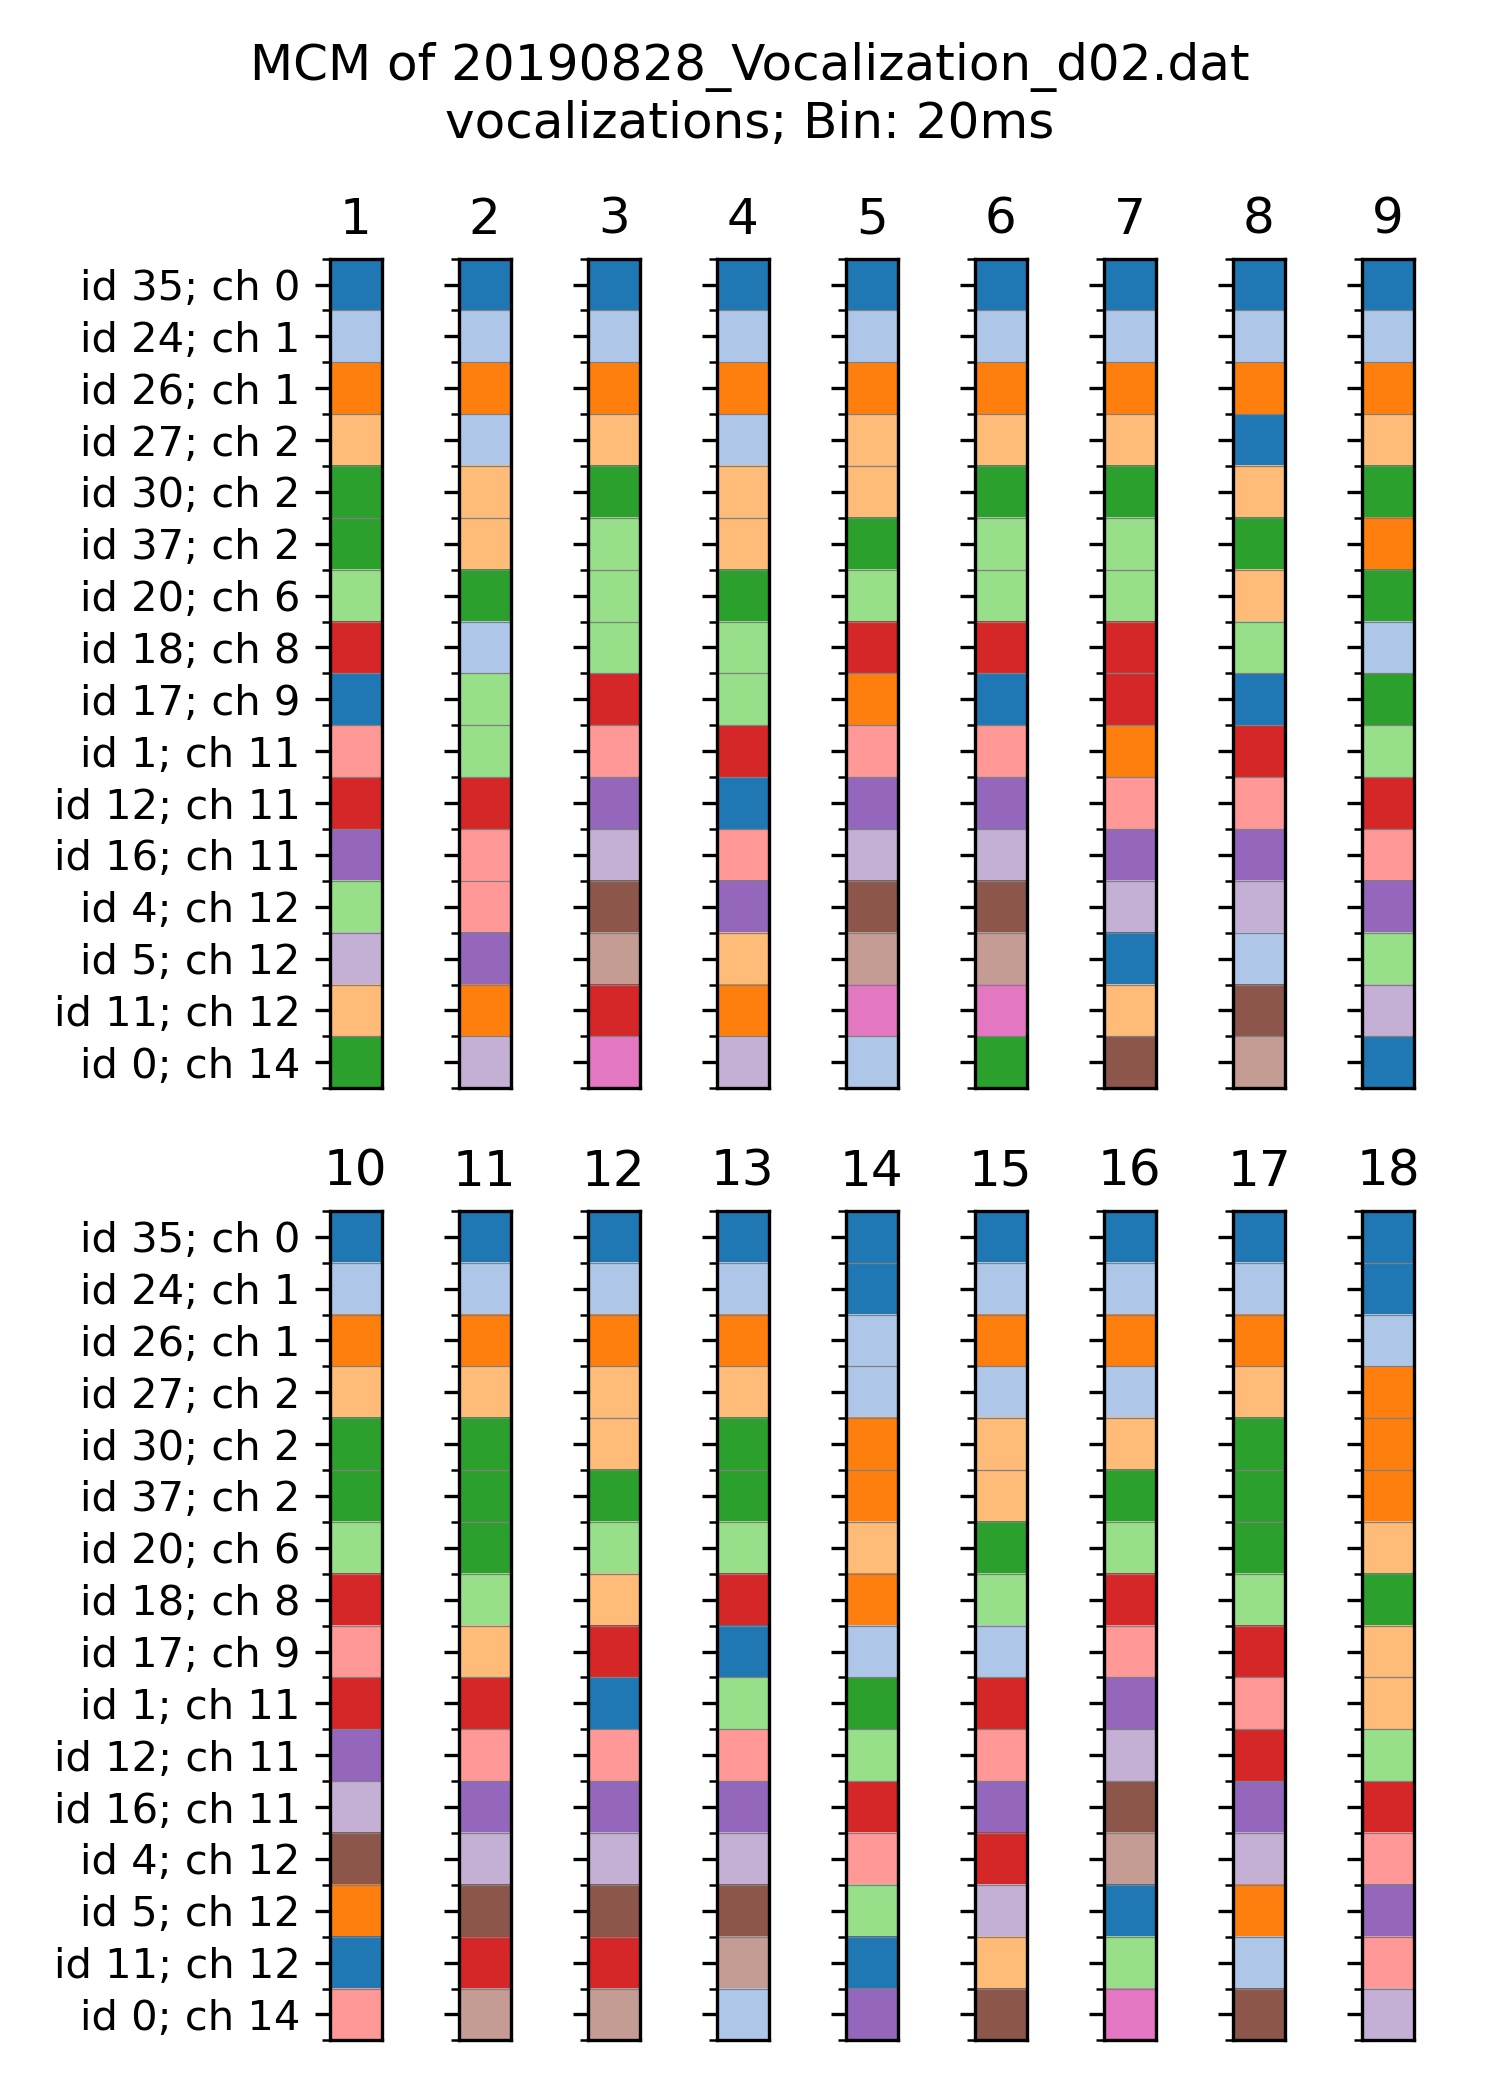 MCM of 20190828_Vocalization_d02.dat
vocalizations; Bin: 20ms
1 2 3 4 5 6 7 8 9
id 35; ch 0
id 24; ch 1
id 26; ch 1
id 27; ch 2
id 30; ch 2
id 37; ch 2
id 20; ch 6
id 18; ch 8
id 17; ch 9
id 1; ch 11
id 12; ch 11
id 16; ch 11
id 4; ch 12
id 5; ch 12
id 11; ch 12
id 0; ch 14
10 11 12 13 14 15 16 17 18
id 35; ch 0
id 24; ch 1
id 26; ch 1
id 27; ch 2
id 30; ch 2
id 37; ch 2
id 20; ch 6
id 18; ch 8
id 17; ch 9
id 1; ch 11
id 12; ch 11
id 16; ch 11
id 4; ch 12
id 5; ch 12
id 11; ch 12
id 0; ch 14